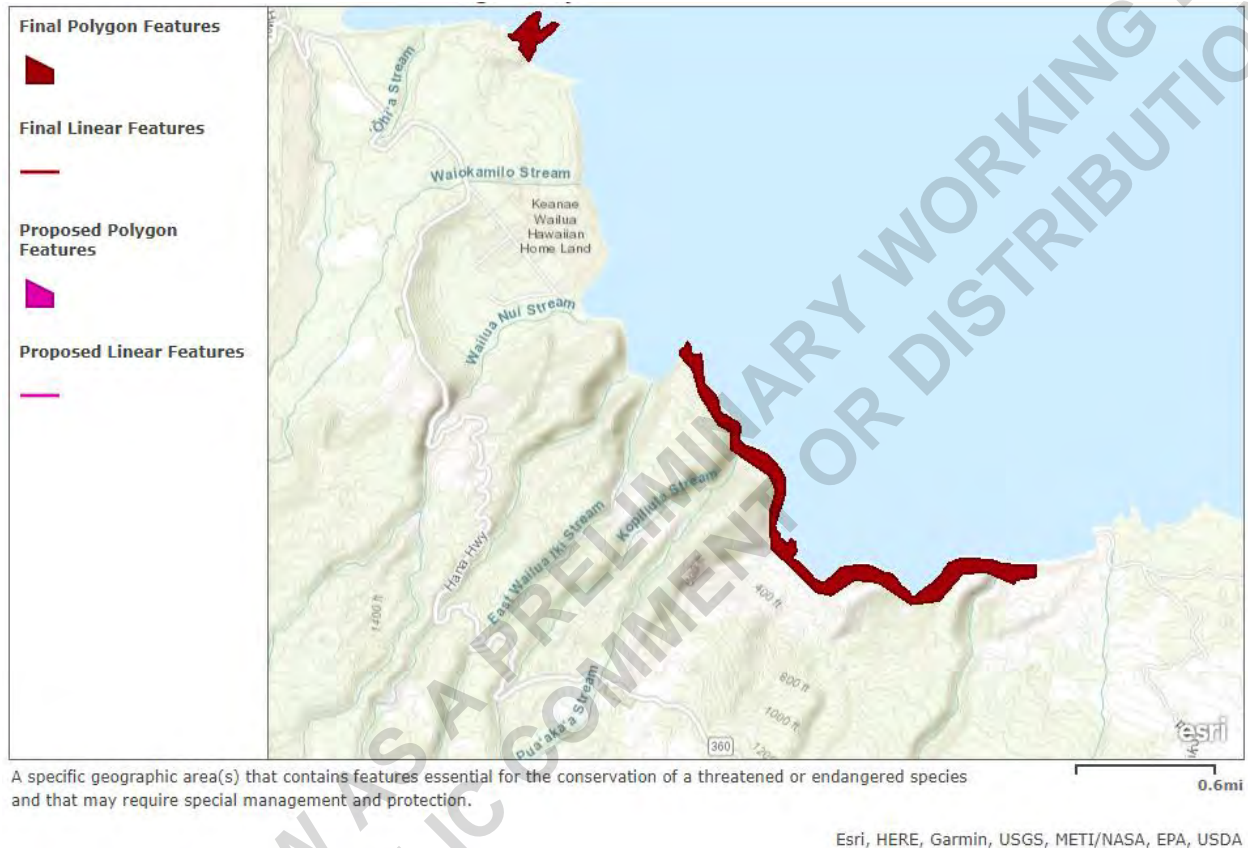 Final Polygon Features
Final Linear Features
Proposed Polygon
Features
Proposed Linear Features
'Ōhi'a Stream
Waiokamilo Stream
Keanae
Wailua
Hawaiian
Home Land
Wailua Nui Stream
Hana Hwy
East Wailua Iki Stream
Kopiliula Stream
Pua'aka'a Stream
1400 ft
400 ft
800 ft
1000 ft
360
esri
A specific geographic area(s) that contains features essential for the conservation of a threatened or endangered species
and that may require special management and protection.
0.6mi
Esri, HERE, Garmin, USGS, METI/NASA, EPA, USDA
AS A PRELIMINARY WORKING
COMMENT OR DISTRIBUTION